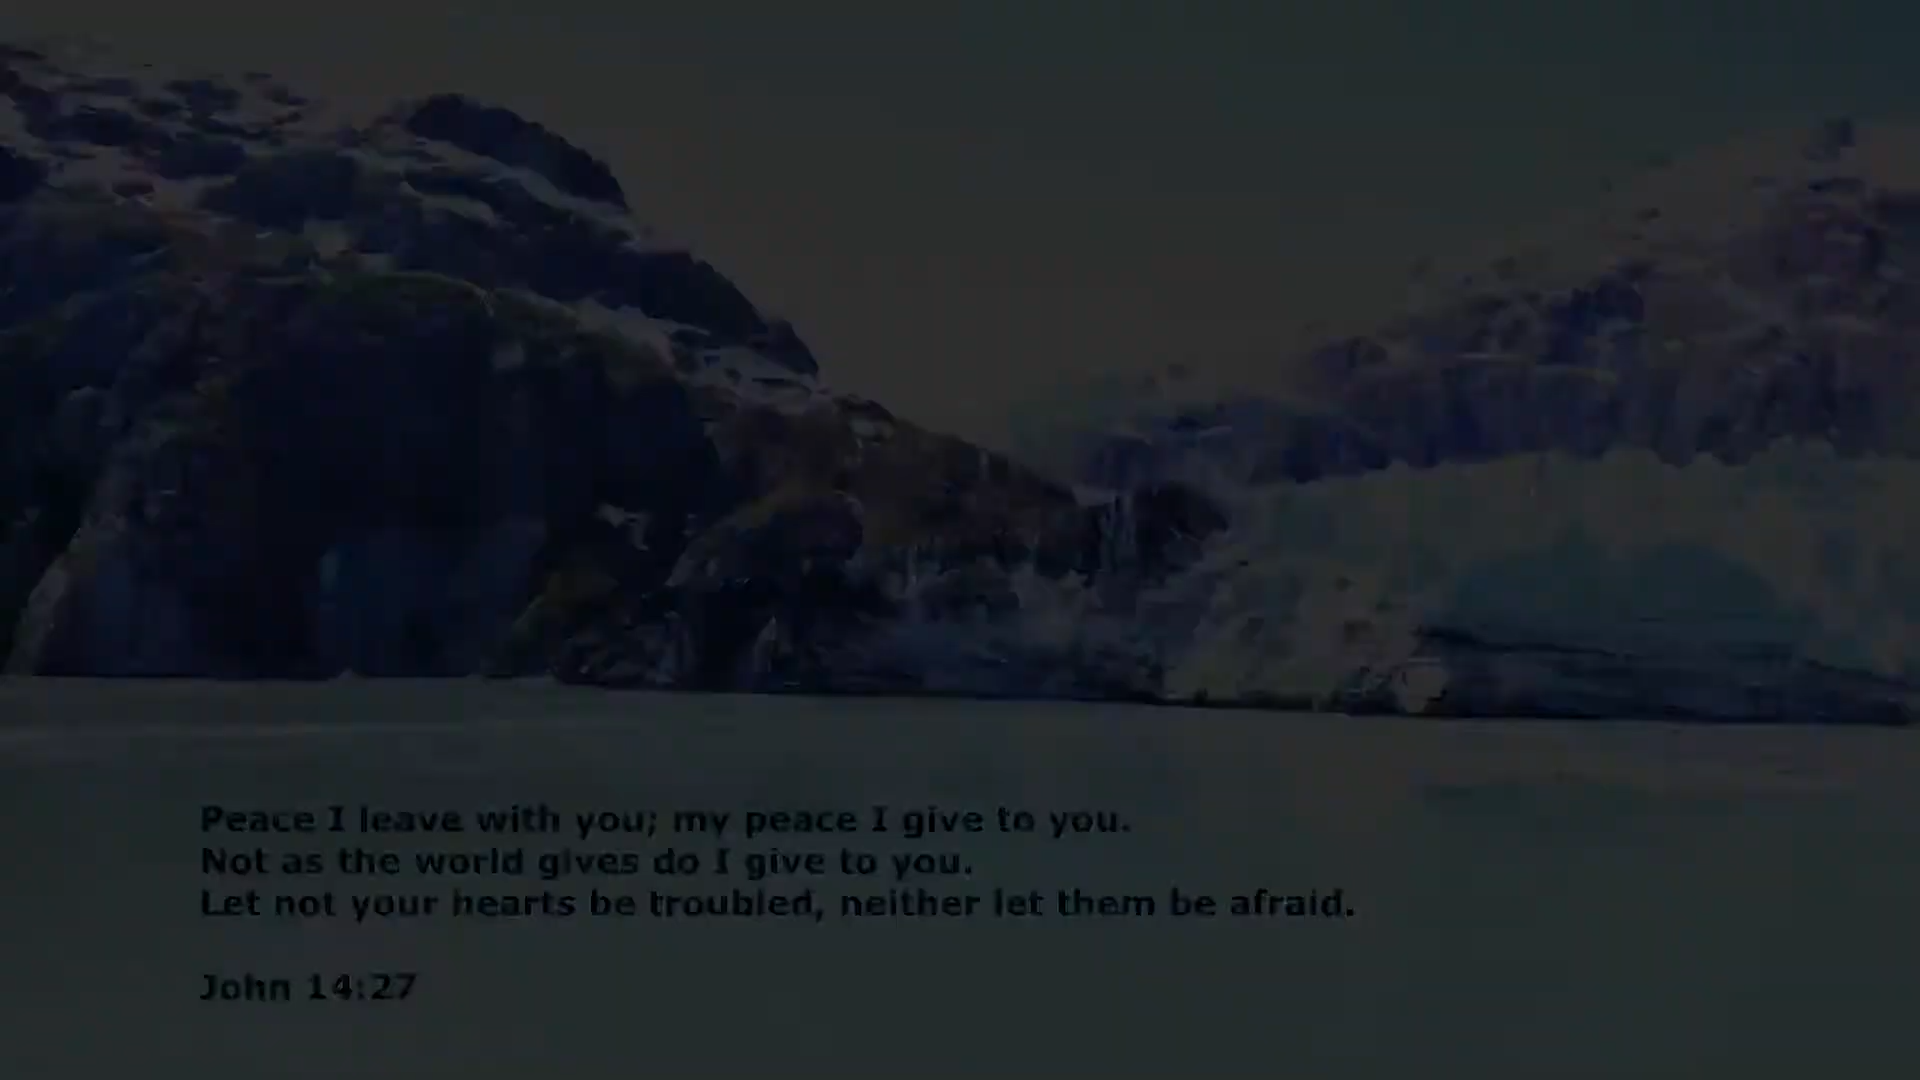 Peace I leave with you; my peace I give to you.
Not as the world gives do I give to you.
Let not your hearts be troubled, neither let them be afraid.
John 14:27